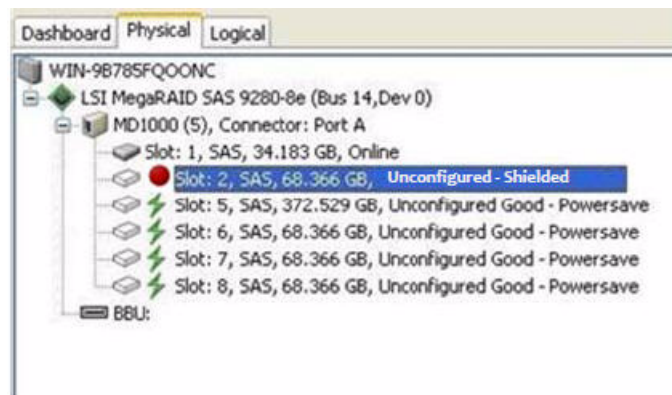 Dashboard Physical Logical
WIN-9B785FQOONC
LSI MegaRAID SAS 9280-8e (Bus 14,Dev 0)
MD1000 (5), Connector: Port A
Slot: 1, SAS, 34.183 GB, Online
Slot: 2, SAS, 68.366 GB, Unconfigured - Shielded
Slot: 5, SAS, 372.529 GB, Unconfigured Good - Powersave
Slot: 6, SAS, 68.366 GB, Unconfigured Good - Powersave
Slot: 7, SAS, 68.366 GB, Unconfigured Good - Powersave
Slot: 8, SAS, 68.366 GB, Unconfigured Good - Powersave
BBU: